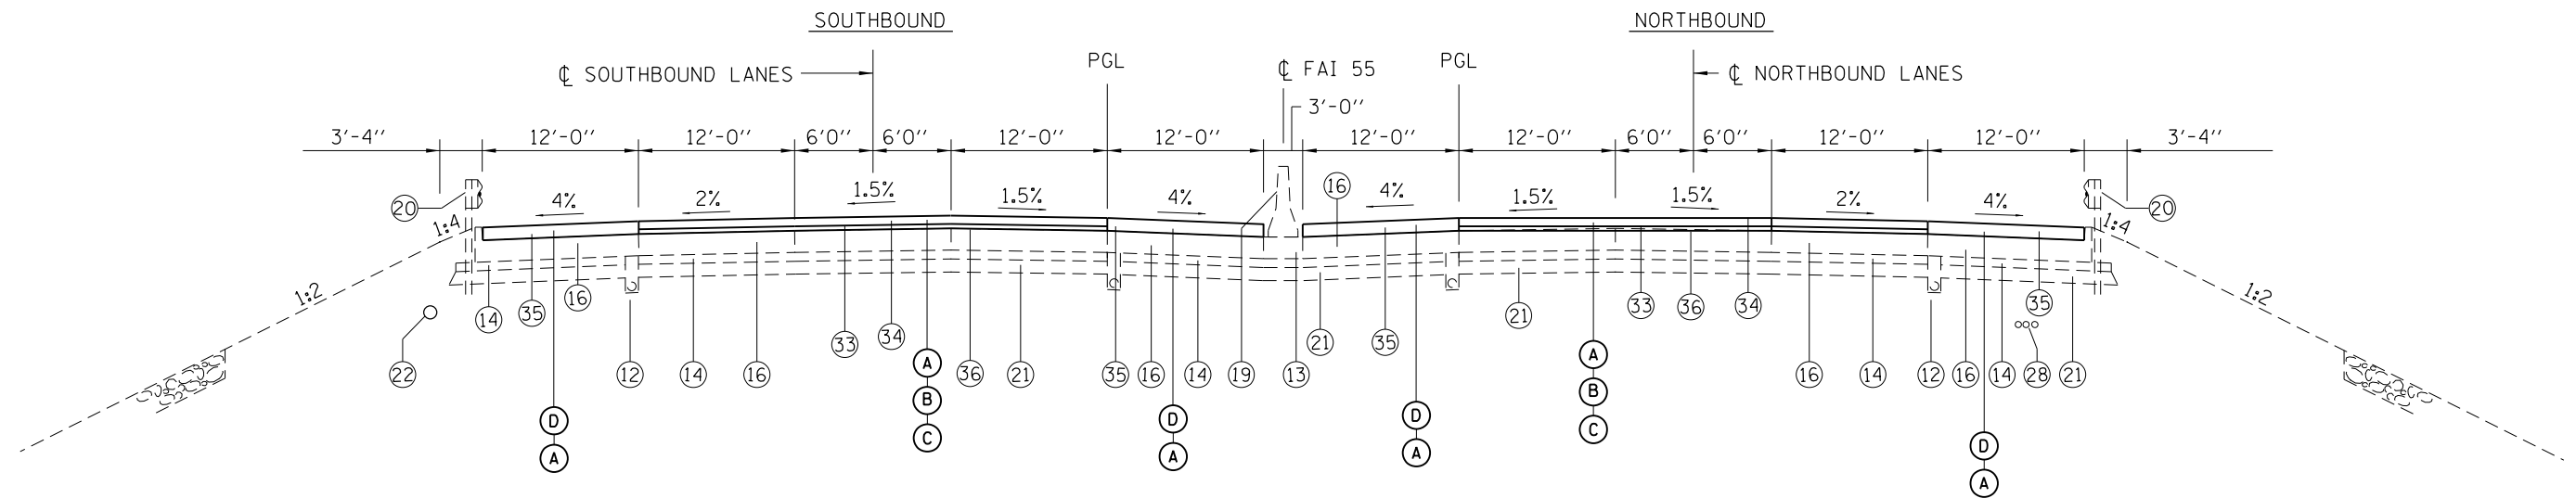 SOUTHBOUND
NORTHBOUND
℄ SOUTHBOUND LANES
PGL
℄ FAI 55
PGL
℄ NORTHBOUND LANES
3'-0''
3'-4''
12'-0''
12'-0''
6'0''
6'0''
12'-0''
12'-0''
12'-0''
12'-0''
6'0''
6'0''
12'-0''
12'-0''
3'-4''
20
4%
2%
1.5%
1.5%
4%
16
4%
1.5%
1.5%
2%
4%
20
1:4
1:4
1:2
1:2
14
35
16
33
34
21
35
21
33
36
34
35
22
12
14
16
A
36
21
35
16
14
19
13
A
16
14
12
16
14
28
21
B
B
D
A
C
D
A
D
A
C
D
A